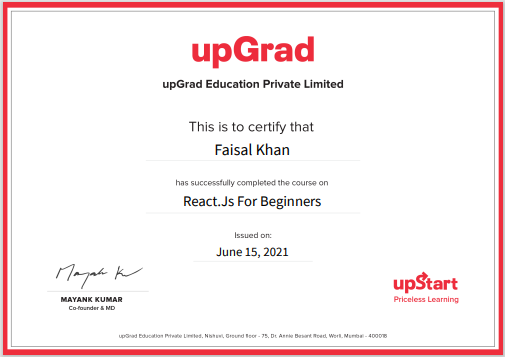 upGrad
upGrad Education Private Limited
This is to certify that
Faisal Khan
has successfully completed the course on
React.Js For Beginners
Issued on:
June 15, 2021
Mayank K
MAYANK KUMAR
Co-founder & MD
upStart
Priceless Learning
upGrad Education Private Limited, Nishuvi, Ground floor - 75, Dr. Annie Besant Road, Worli, Mumbai - 400018